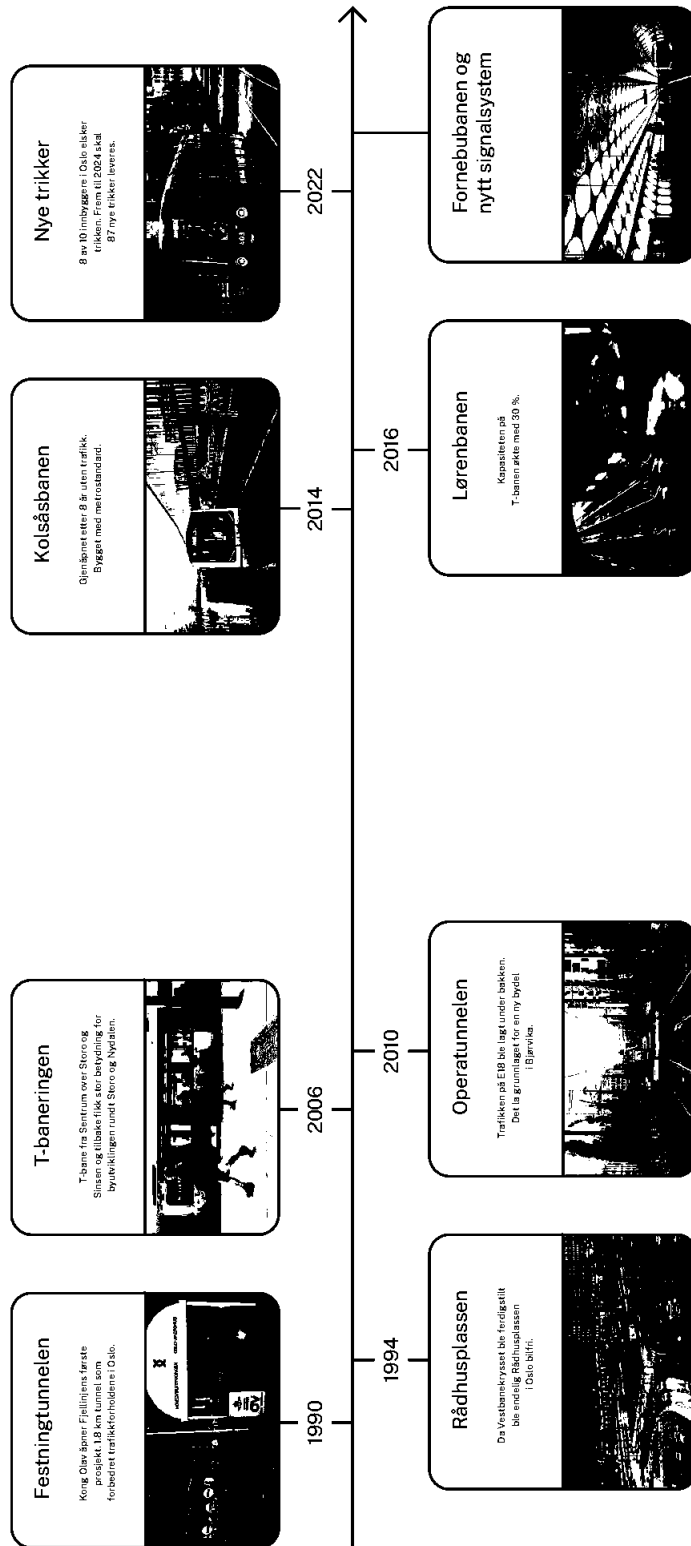 Festningtunnelen
Kong Olav åpner Fjellinjens første
prosjekt. 1.8 km tunnel som
forbedret trafikkforholdene i Oslo.
1990
T-baneringen
T-bane fra Sentrum over Storo og
Sinsen og tilbake fikk stor betydning for
byutviklingen rundt Storo og Nydalen.
2006
Kolsåsbanen
Gjenåpnet etter 8 år uten trafikk.
Bygget med metrostandard.
2014
Nye trikker
8 av 10 innbyggere i Oslo elsker
trikken. Frem til 2024 skal
87 nye trikker leveres.
2022
1994
Rådhusplassen
Da Vestbanekrysset ble ferdigstilt
ble endelig Rådhusplassen
i Oslo bilfri.
2010
Operatunnelen
Trafikken på E18 ble lagt under bakken.
Det la grunnlaget for en ny bydel
i Bjørvika.
2016
Lørenbanen
Kapasiteten på
T-banen økte med 30 %.
Fornebubanen og
nytt signalsystem